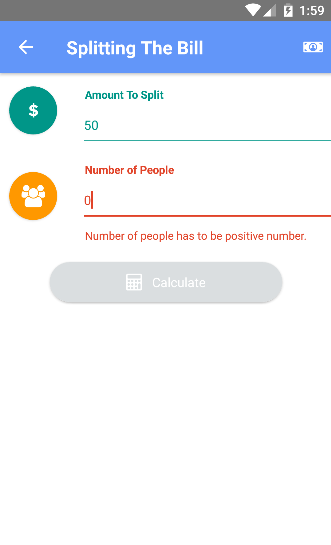 1:59
Splitting The Bill
$
Amount To Split
50
Number of People
0
Number of people has to be positive number.
Calculate